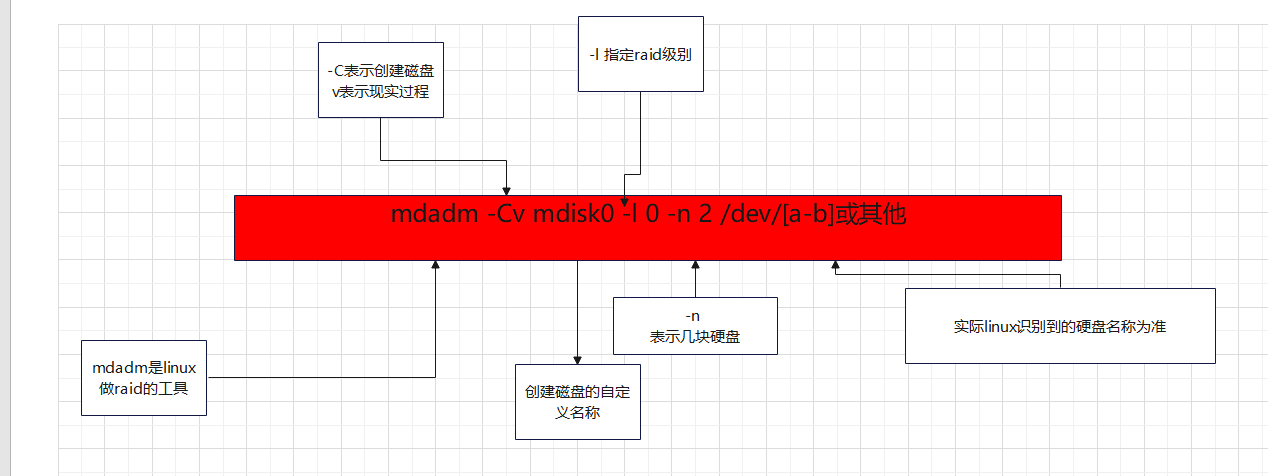 -l 指定raid级别
-C表示创建磁盘
v表示现实过程
mdadm -Cv mdisk0 -l 0 -n 2 /dev/[a-b]或其他
-n
表示几块硬盘
实际linux识别到的硬盘名称为准
mdadm是linux
做raid的工具
创建磁盘的自定
义名称